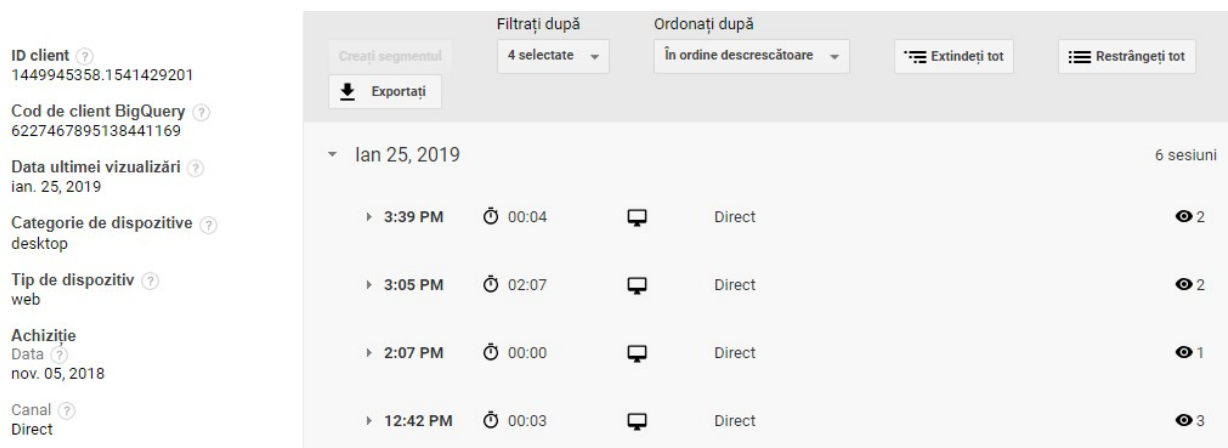 ID client ?
1449945358.1541429201
Cod de client BigQuery ?
6227467895138441169
Data ultimei vizualizări ?
ian. 25, 2019
Categorie de dispozitive ?
desktop
Tip de dispozitiv ?
web
Achiziție
Data ?
nov. 05, 2018
Canal ?
Direct
Filtrați după Ordonați după
Creați segmentul 4 selectate În ordine descrescătoare Extindeți tot Restrângeți tot
Exportați
Ian 25, 2019 6 sesiuni
3:39 PM 00:04 Direct 2
3:05 PM 02:07 Direct 2
2:07 PM 00:00 Direct 1
12:42 PM 00:03 Direct 3